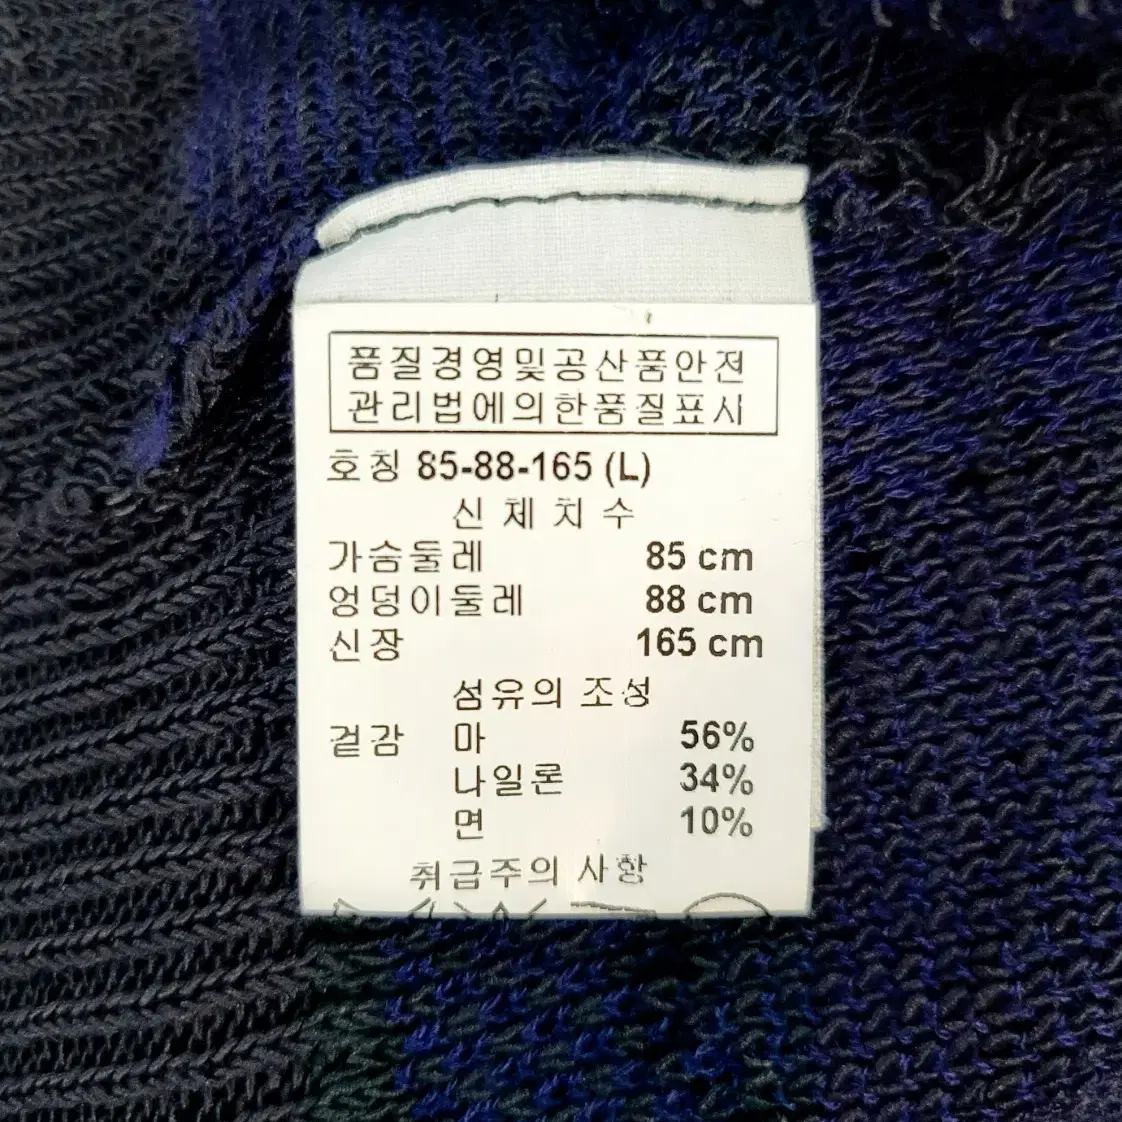 품질경영및공산품안전
관리법에의한품질표시
호칭 85-88-165 (L)
신체치수
가슴둘레 85 cm
엉덩이둘레 88 cm
신장 165 cm
섬유의 조성
겉감 마 56%
나일론 34%
면 10%
취급주의 사항